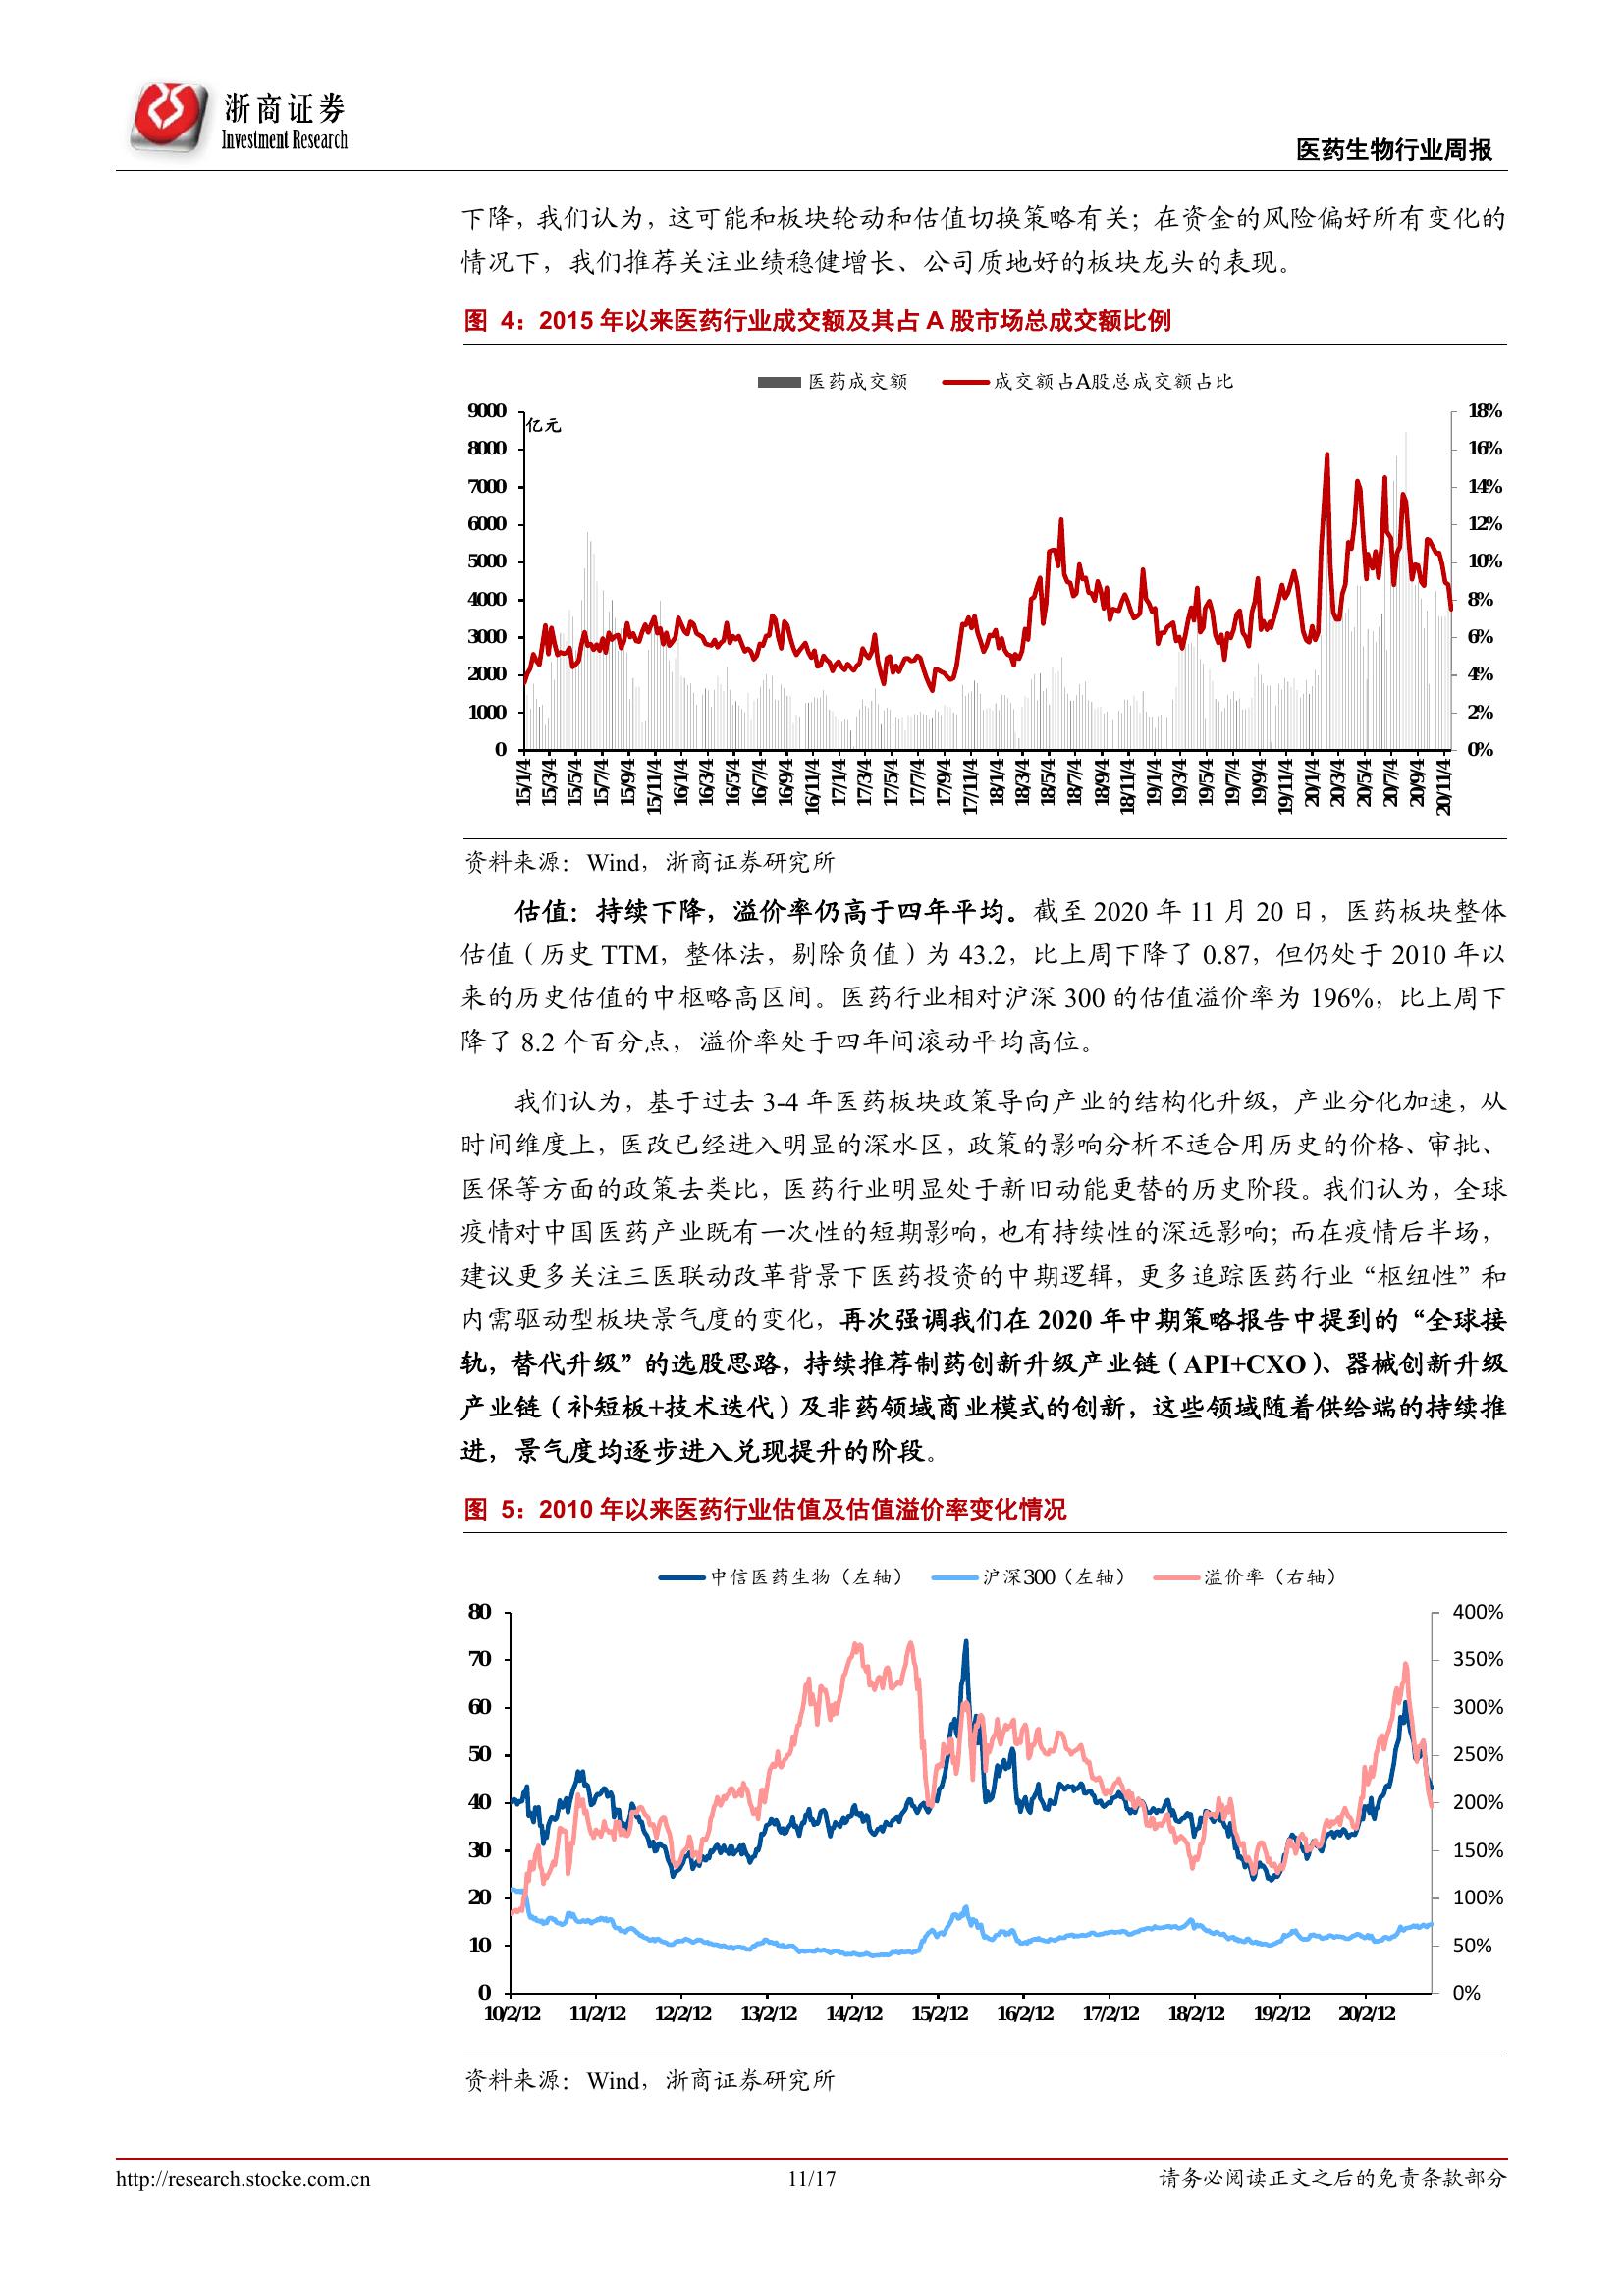 浙商证券
Investment Research
医药生物行业周报
下降，我们认为，这可能和板块轮动和估值切换策略有关；在资金的风险偏好所有变化的
情况下，我们推荐关注业绩稳健增长、公司质地好的板块龙头的表现。
图 4：2015 年以来医药行业成交额及其占 A 股市场总成交额比例
医药成交额 成交额占A股总成交额占比
亿元
9000 18%
8000 16%
7000 14%
6000 12%
5000 10%
4000 8%
3000 6%
2000 4%
1000 2%
0 0%
15/1/4 15/3/4 15/5/4 15/7/4 15/9/4 15/11/4 16/1/4 16/3/4 16/5/4 16/7/4 16/9/4 16/11/4 17/1/4 17/3/4 17/5/4 17/7/4 17/9/4 17/11/4 18/1/4 18/3/4 18/5/4 18/7/4 18/9/4 18/11/4 19/1/4 19/3/4 19/5/4 19/7/4 19/9/4 19/11/4 20/1/4 20/3/4 20/5/4 20/7/4 20/9/4 20/11/4
资料来源：Wind，浙商证券研究所
估值：持续下降，溢价率仍高于四年平均。截至 2020 年 11 月 20 日，医药板块整体
估值（历史 TTM，整体法，剔除负值）为 43.2，比上周下降了 0.87，但仍处于 2010 年以
来的历史估值的中枢略高区间。医药行业相对沪深 300 的估值溢价率为 196%，比上周下
降了 8.2 个百分点，溢价率处于四年间滚动平均高位。
我们认为，基于过去 3-4 年医药板块政策导向产业的结构化升级，产业分化加速，从
时间维度上，医改已经进入明显的深水区，政策的影响分析不适合用历史的价格、审批、
医保等方面的政策去类比，医药行业明显处于新旧动能更替的历史阶段。我们认为，全球
疫情对中国医药产业既有一次性的短期影响，也有持续性的深远影响；而在疫情后半场，
建议更多关注三医联动改革背景下医药投资的中期逻辑，更多追踪医药行业“枢纽性”和
内需驱动型板块景气度的变化，再次强调我们在 2020 年中期策略报告中提到的“全球接
轨，替代升级”的选股思路，持续推荐制药创新升级产业链（API+CXO）、器械创新升级
产业链（补短板+技术迭代）及非药领域商业模式的创新，这些领域随着供给端的持续推
进，景气度均逐步进入兑现提升的阶段。
图 5：2010 年以来医药行业估值及估值溢价率变化情况
中信医药生物（左轴） 沪深300（左轴） 溢价率（右轴）
80 400%
70 350%
60 300%
50 250%
40 200%
30 150%
20 100%
10 50%
0 0%
10/2/12 11/2/12 12/2/12 13/2/12 14/2/12 15/2/12 16/2/12 17/2/12 18/2/12 19/2/12 20/2/12
资料来源：Wind，浙商证券研究所
http://research.stocke.com.cn 11/17 请务必阅读正文之后的免责条款部分